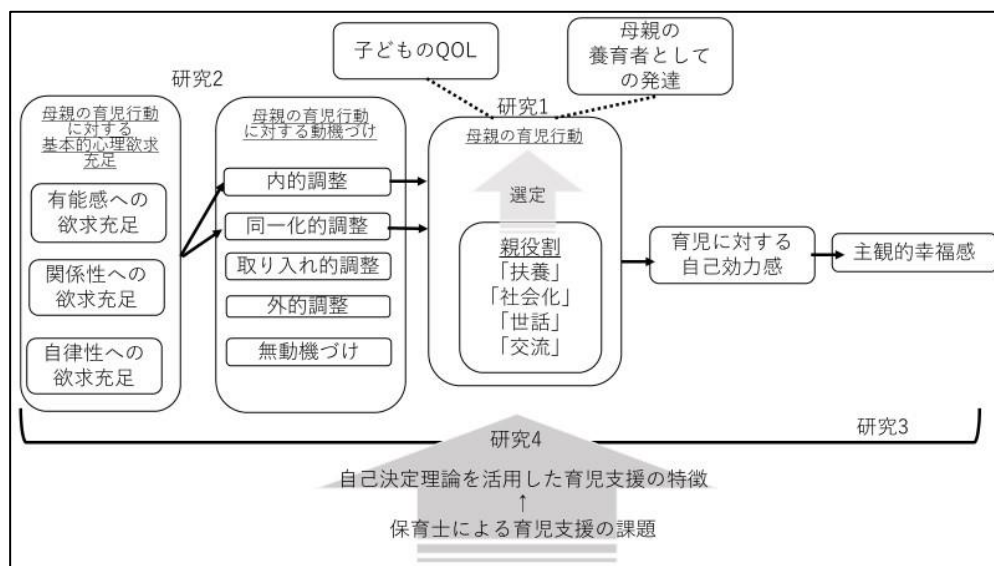 子どものQOL
母親の
養育者として
の発達
研究2
研究1
母親の育児行動
に対する
基本的心理欲求
充足
有能感への
欲求充足
関係性への
欲求充足
自律性への
欲求充足
母親の育児行動
に対する動機づけ
内的調整
同一化的調整
取り入れ的調整
外的調整
無動機づけ
母親の育児行動
選定
親役割
「扶養」
「社会化」
「世話」
「交流」
育児に対する
自己効力感
主観的幸福感
研究3
研究4
自己決定理論を活用した育児支援の特徴
↑
保育士による育児支援の課題